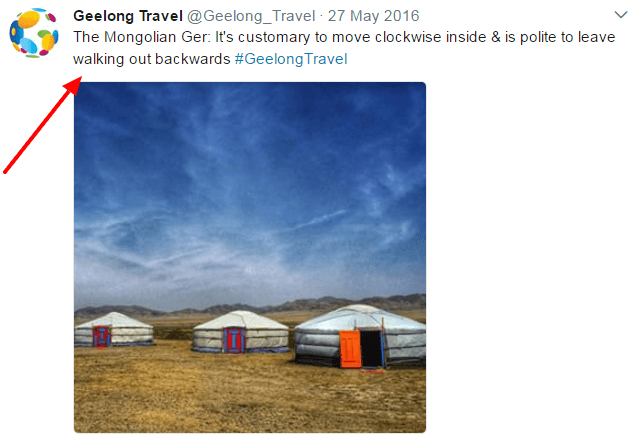 Geelong Travel @Geelong_Travel · 27 May 2016
The Mongolian Ger: It's customary to move clockwise inside & is polite to leave
walking out backwards #GeelongTravel